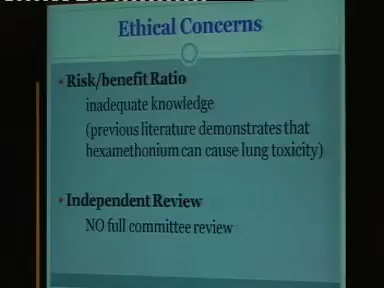 Ethical Concerns
Risk/benefit Ratio
inadequate knowledge
(previous literature demonstrates that
hexamethonium can cause lung toxicity)
Independent Review
NO full committee review